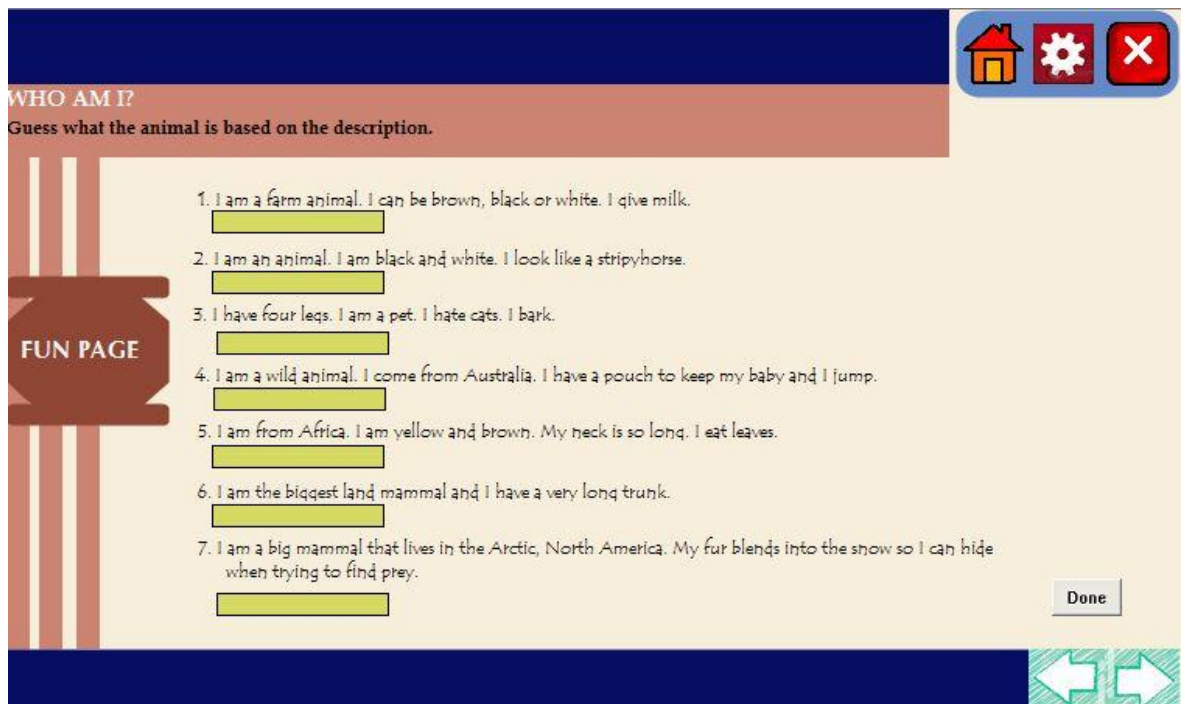 WHO AM I?
Guess what the animal is based on the description.
1. I am a farm animal. I can be brown, black or white. I give milk.
2. I am an animal. I am black and white. I look like a stripyhorse.
3. I have four legs. I am a pet. I hate cats. I bark.
FUN PAGE
4. I am a wild animal. I come from Australia. I have a pouch to keep my baby and I jump.
5. I am from Africa. I am yellow and brown. My neck is so long. I eat leaves.
6. I am the biggest land mammal and I have a very long trunk.
7. I am a big mammal that lives in the Arctic, North America. My fur blends into the snow so I can hide
when trying to find prey.
Done